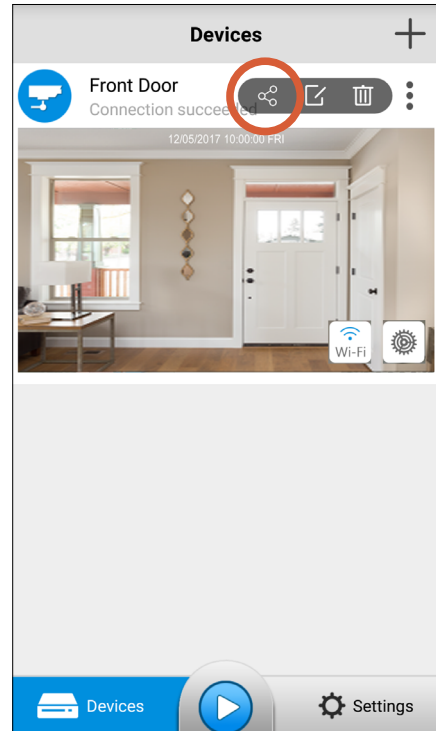 Devices
Front Door
Connection succeeded
12/05/2017 10:00:00 FRI
Wi-Fi
Devices
Settings